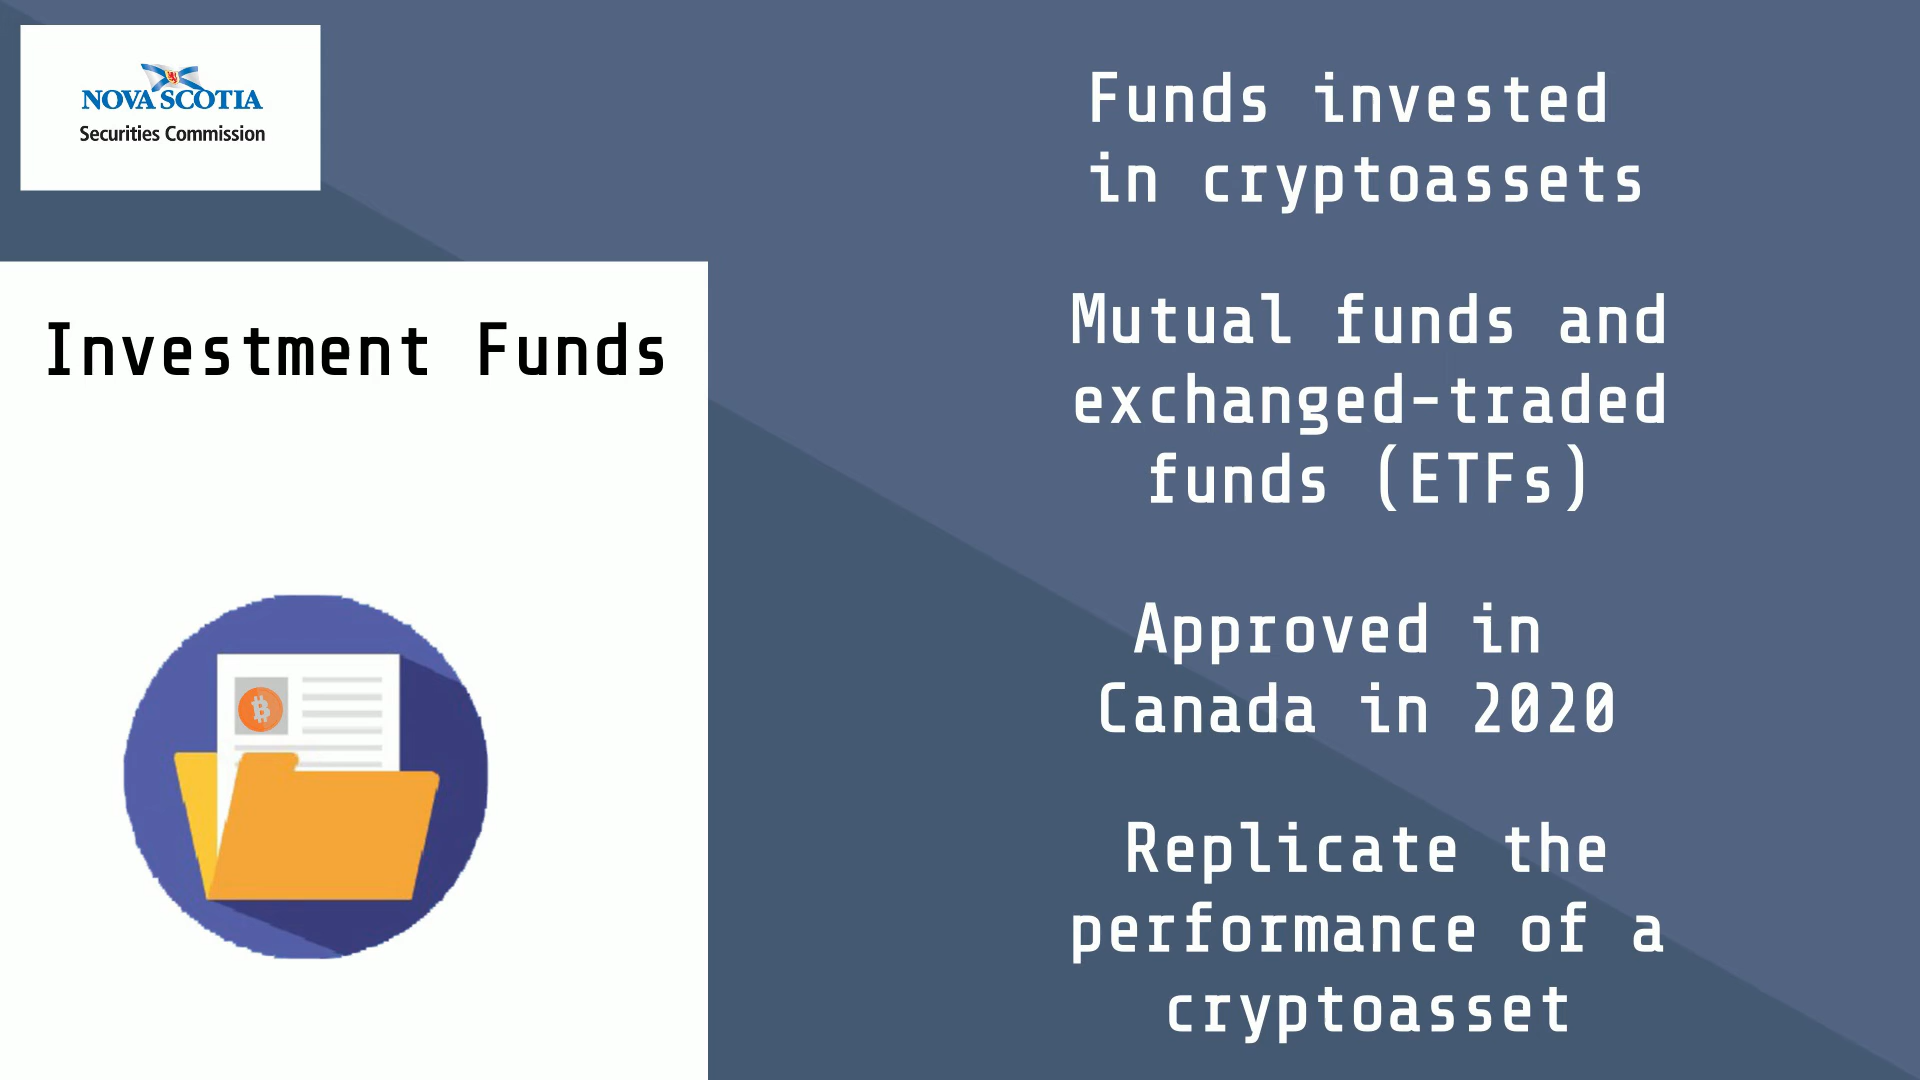 NOVA SCOTIA
Securities Commission
Investment Funds
Funds invested
in cryptoassets
Mutual funds and
exchanged-traded
funds (ETFs)
Approved in
Canada in 2020
Replicate the
performance of a
cryptoasset